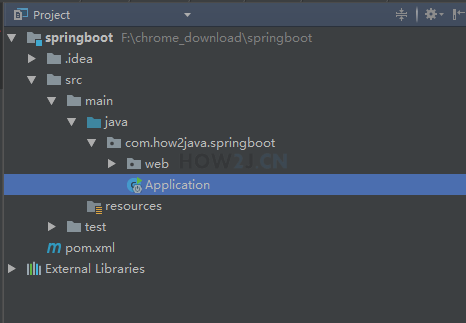 Project
springboot F:\chrome_download\springboot
.idea
src
main
java
com.how2java.springboot
web
HOW2J.CN
Application
resources
test
pom.xml
External Libraries